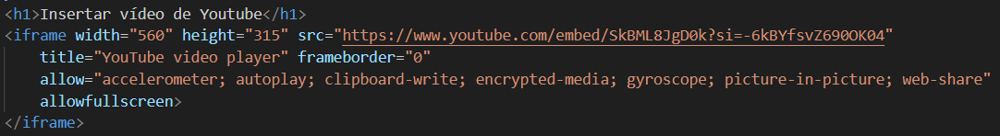 <h1>Insertar vídeo de Youtube</h1>
<iframe width="560" height="315" src="https://www.youtube.com/embed/SkBML8JgD0k?si=-6kBYfsvZ690OK04"
title="YouTube video player" frameborder="0"
allow="accelerometer; autoplay; clipboard-write; encrypted-media; gyroscope; picture-in-picture; web-share"
allowfullscreen>
</iframe>